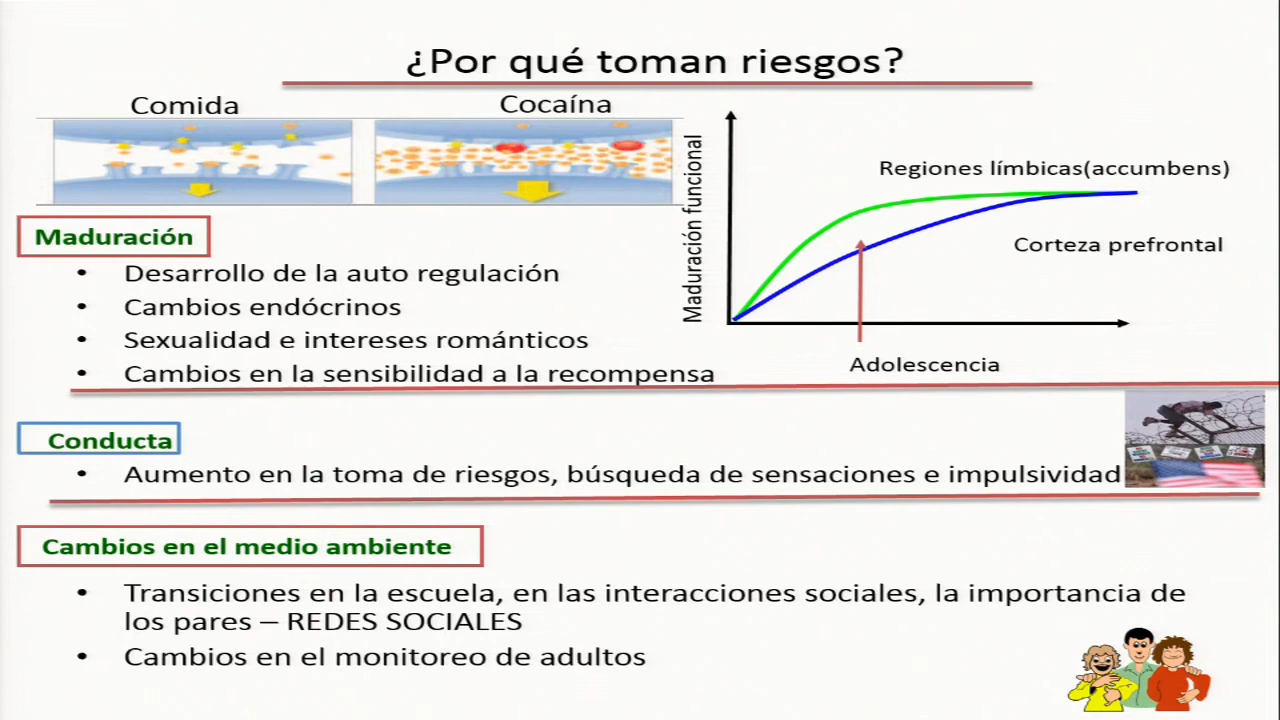 ¿Por qué toman riesgos?
Comida
Cocaína
Maduración funcional
Regiones límbicas(accumbens)
Corteza prefrontal
Adolescencia
Maduración
• Desarrollo de la auto regulación
• Cambios endócrinos
• Sexualidad e intereses románticos
• Cambios en la sensibilidad a la recompensa
Conducta
• Aumento en la toma de riesgos, búsqueda de sensaciones e impulsividad
Cambios en el medio ambiente
• Transiciones en la escuela, en las interacciones sociales, la importancia de
los pares – REDES SOCIALES
• Cambios en el monitoreo de adultos